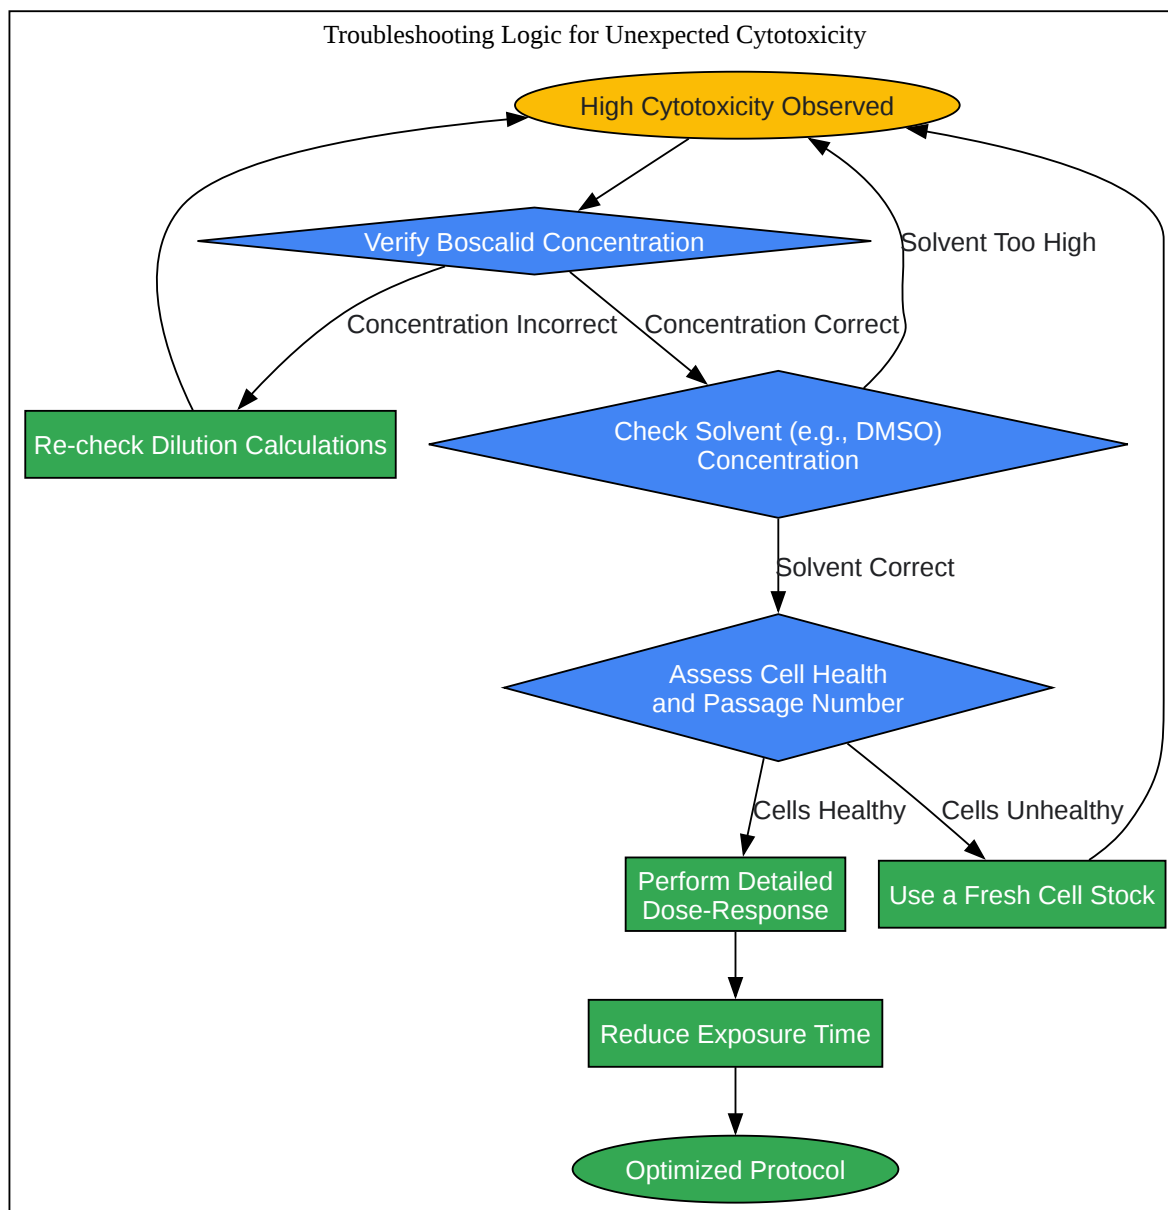 Troubleshooting Logic for Unexpected Cytotoxicity
High Cytotoxicity Observed
Verify Boscalid Concentration
Solvent Too High
Concentration Incorrect
Concentration Correct
Re-check Dilution Calculations
Check Solvent (e.g., DMSO)
Concentration
Solvent Correct
Assess Cell Health
and Passage Number
Cells Healthy
Cells Unhealthy
Perform Detailed
Dose-Response
Use a Fresh Cell Stock
Reduce Exposure Time
Optimized Protocol